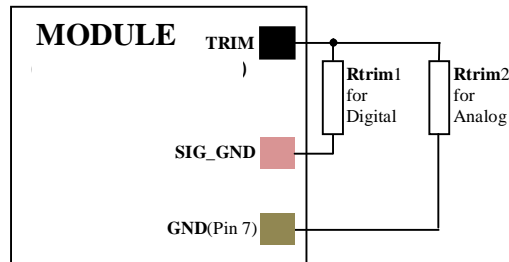 MODULE
TRIM
)
Rtrim1
for
Digital
Rtrim2
for
Analog
SIG_GND
GND(Pin 7)